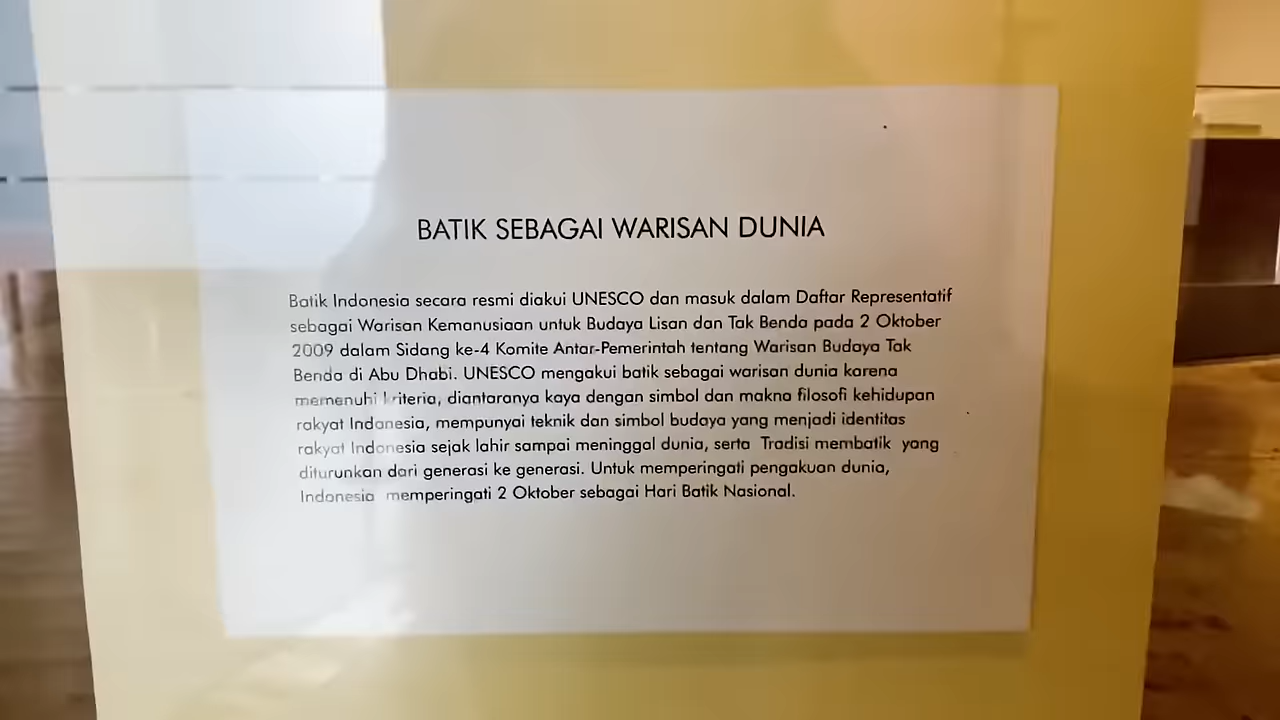 BATIK SEBAGAI WARISAN DUNIA
Batik Indonesia secara resmi diakui UNESCO dan masuk dalam Daftar Representatif
sebagai Warisan Kemanusiaan untuk Budaya Lisan dan Tak Benda pada 2 Oktober
2009 dalam Sidang ke-4 Komite Antar-Pemerintah tentang Warisan Budaya Tak
Benda di Abu Dhabi. UNESCO mengakui batik sebagai warisan dunia karena
memenuhi kriteria, diantaranya kaya dengan simbol dan makna filosofi kehidupan
rakyat Indonesia, mempunyai teknik dan simbol budaya yang menjadi identitas
rakyat Indonesia sejak lahir sampai meninggal dunia, serta Tradisi membatik yang
diturunkan dari generasi ke generasi. Untuk memperingati pengakuan dunia,
Indonesia memperingati 2 Oktober sebagai Hari Batik Nasional.